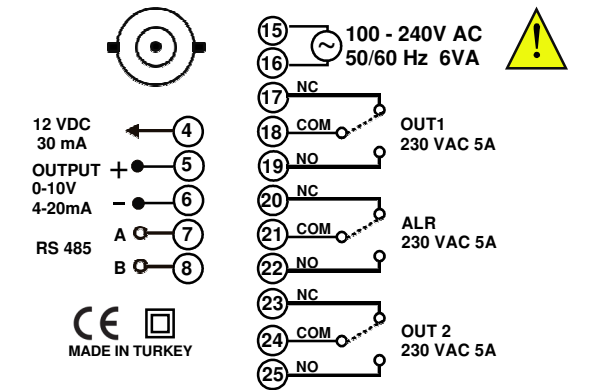 15
16
100 - 240V AC
50/60 Hz 6VA
!
12 VDC
30 mA
4
OUTPUT
0-10V
4-20mA
+
5
−
6
RS 485
A
7
B
8
CE
MADE IN TURKEY
17
NC
18
COM
19
NO
OUT1
230 VAC 5A
20
NC
21
COM
22
NO
ALR
230 VAC 5A
23
NC
24
COM
25
NO
OUT 2
230 VAC 5A